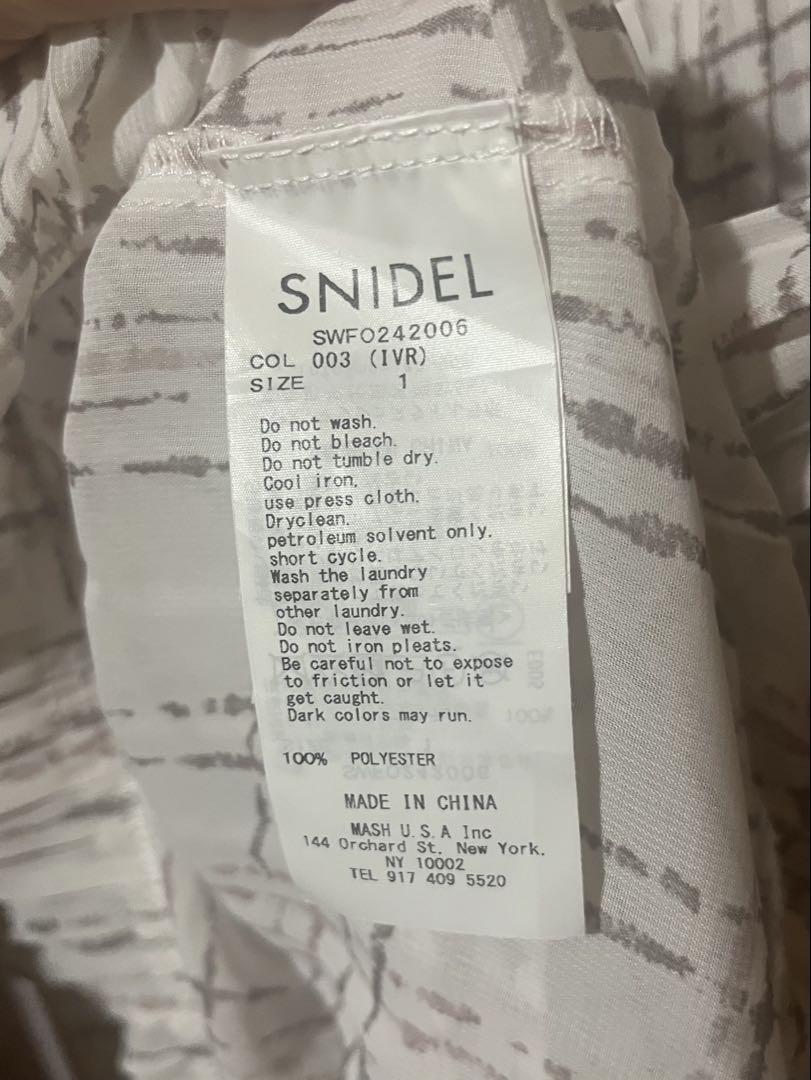 SNIDEL
SWFO242006
COL 003 (IVR)
SIZE 1
Do not wash.
Do not bleach.
Do not tumble dry.
Cool iron.
use press cloth.
Dryclean.
petroleum solvent only.
short cycle.
Wash the laundry
separately from
other laundry.
Do not leave wet.
Do not iron pleats.
Be careful not to expose
to friction or let it
get caught.
Dark colors may run.
100% POLYESTER
MADE IN CHINA
MASH U.S.A Inc
144 Orchard St. New York.
NY 10002
TEL 917 409 5520